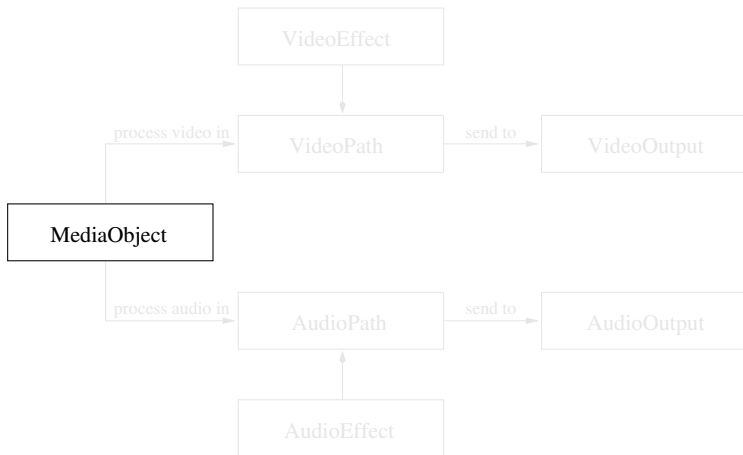 VideoEffect
process video in
VideoPath
send to
VideoOutput
MediaObject
process audio in
AudioPath
send to
AudioOutput
AudioEffect